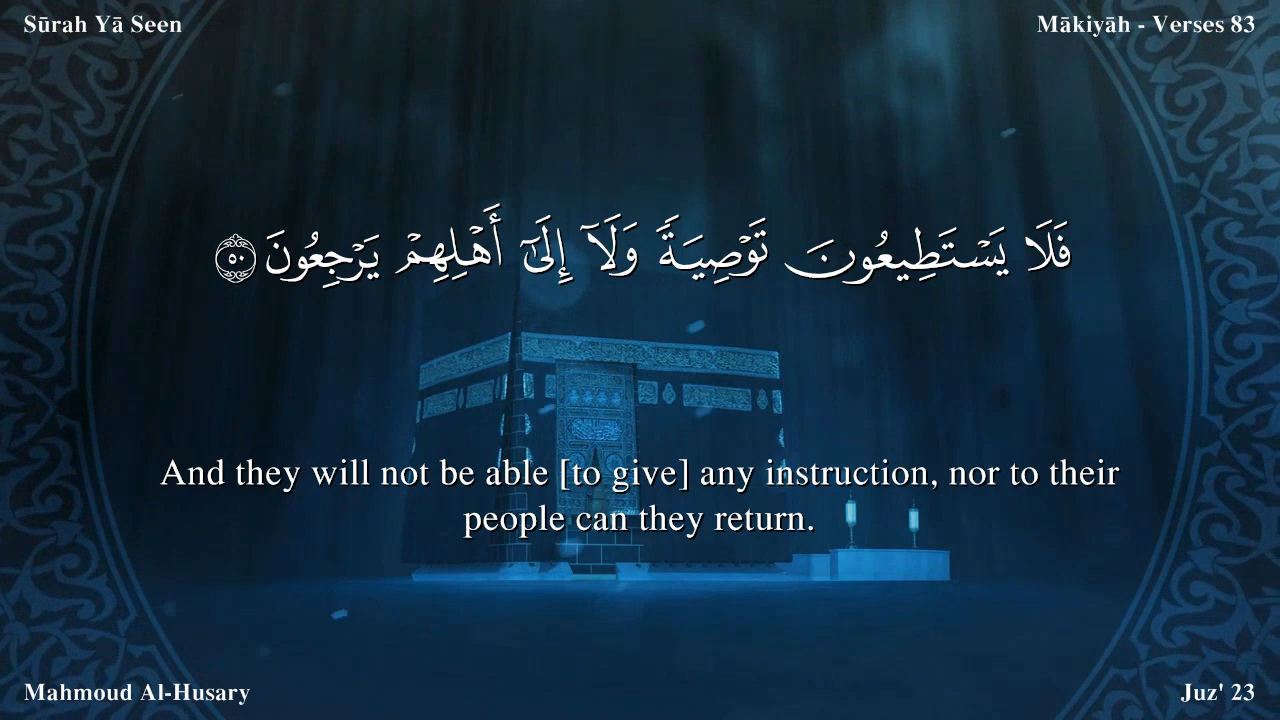 Sūrah Yā Seen
Mākiyāh - Verses 83
فَلَا يَسْتَطِيعُونَ تَوْصِيَةً وَلَآ إِلَىٰٓ أَهْلِهِمْ يَرْجِعُونَ ٥٠
And they will not be able [to give] any instruction, nor to their
people can they return.
Mahmoud Al-Husary
Juz' 23